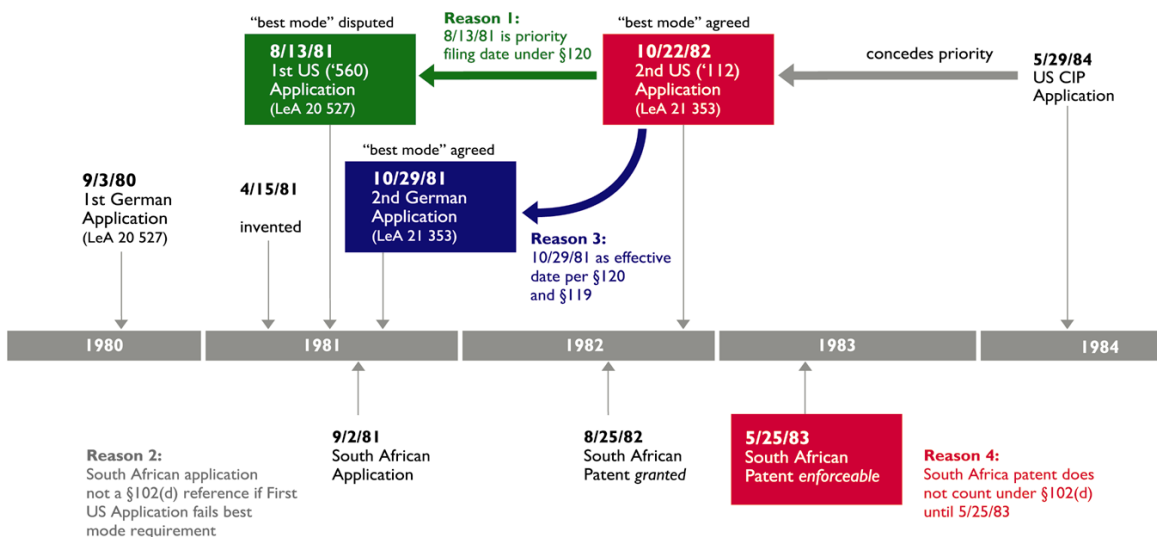 “best mode” disputed
8/13/81
1st US (‘560)
Application
(LeA 20 527)
Reason 1:
8/13/81 is priority
filing date under §120
“best mode” agreed
10/22/82
2nd US (‘112)
Application
(LeA 21 353)
concedes priority
5/29/84
US CIP
Application
“best mode” agreed
10/29/81
2nd German
Application
(LeA 21 353)
9/3/80
1st German
Application
(LeA 20 527)
4/15/81
invented
Reason 3:
10/29/81 as effective
date per §120
and §119
1980
1981
1982
1983
1984
Reason 2:
South African application
not a §102(d) reference if First
US Application fails best
mode requirement
9/2/81
South African
Application
8/25/82
South African
Patent granted
5/25/83
South African
Patent enforceable
Reason 4:
South Africa patent does
not count under §102(d)
until 5/25/83